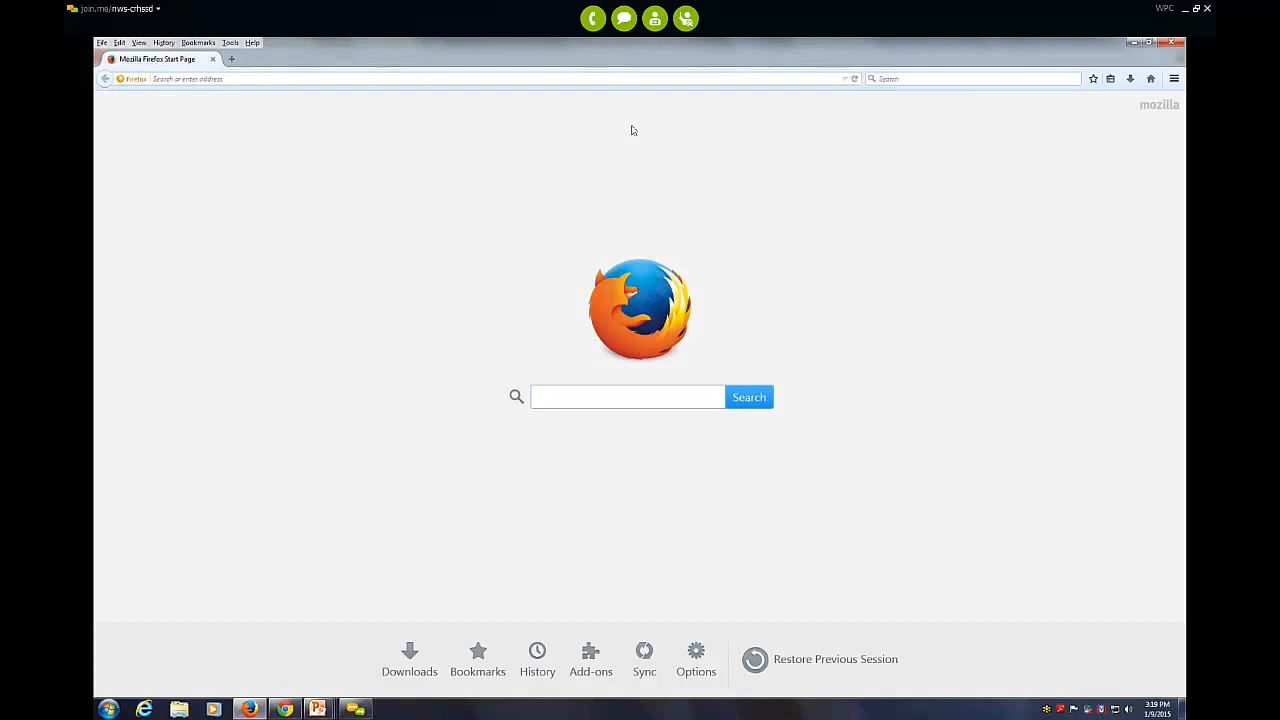 join.me/nws-crhssd
WPC
File Edit View History Bookmarks Tools Help
Mozilla Firefox Start Page
Firefox Search or enter address
Search
mozilla
Search
Downloads Bookmarks History Add-ons Sync Options Restore Previous Session
3:19 PM
1/9/2015